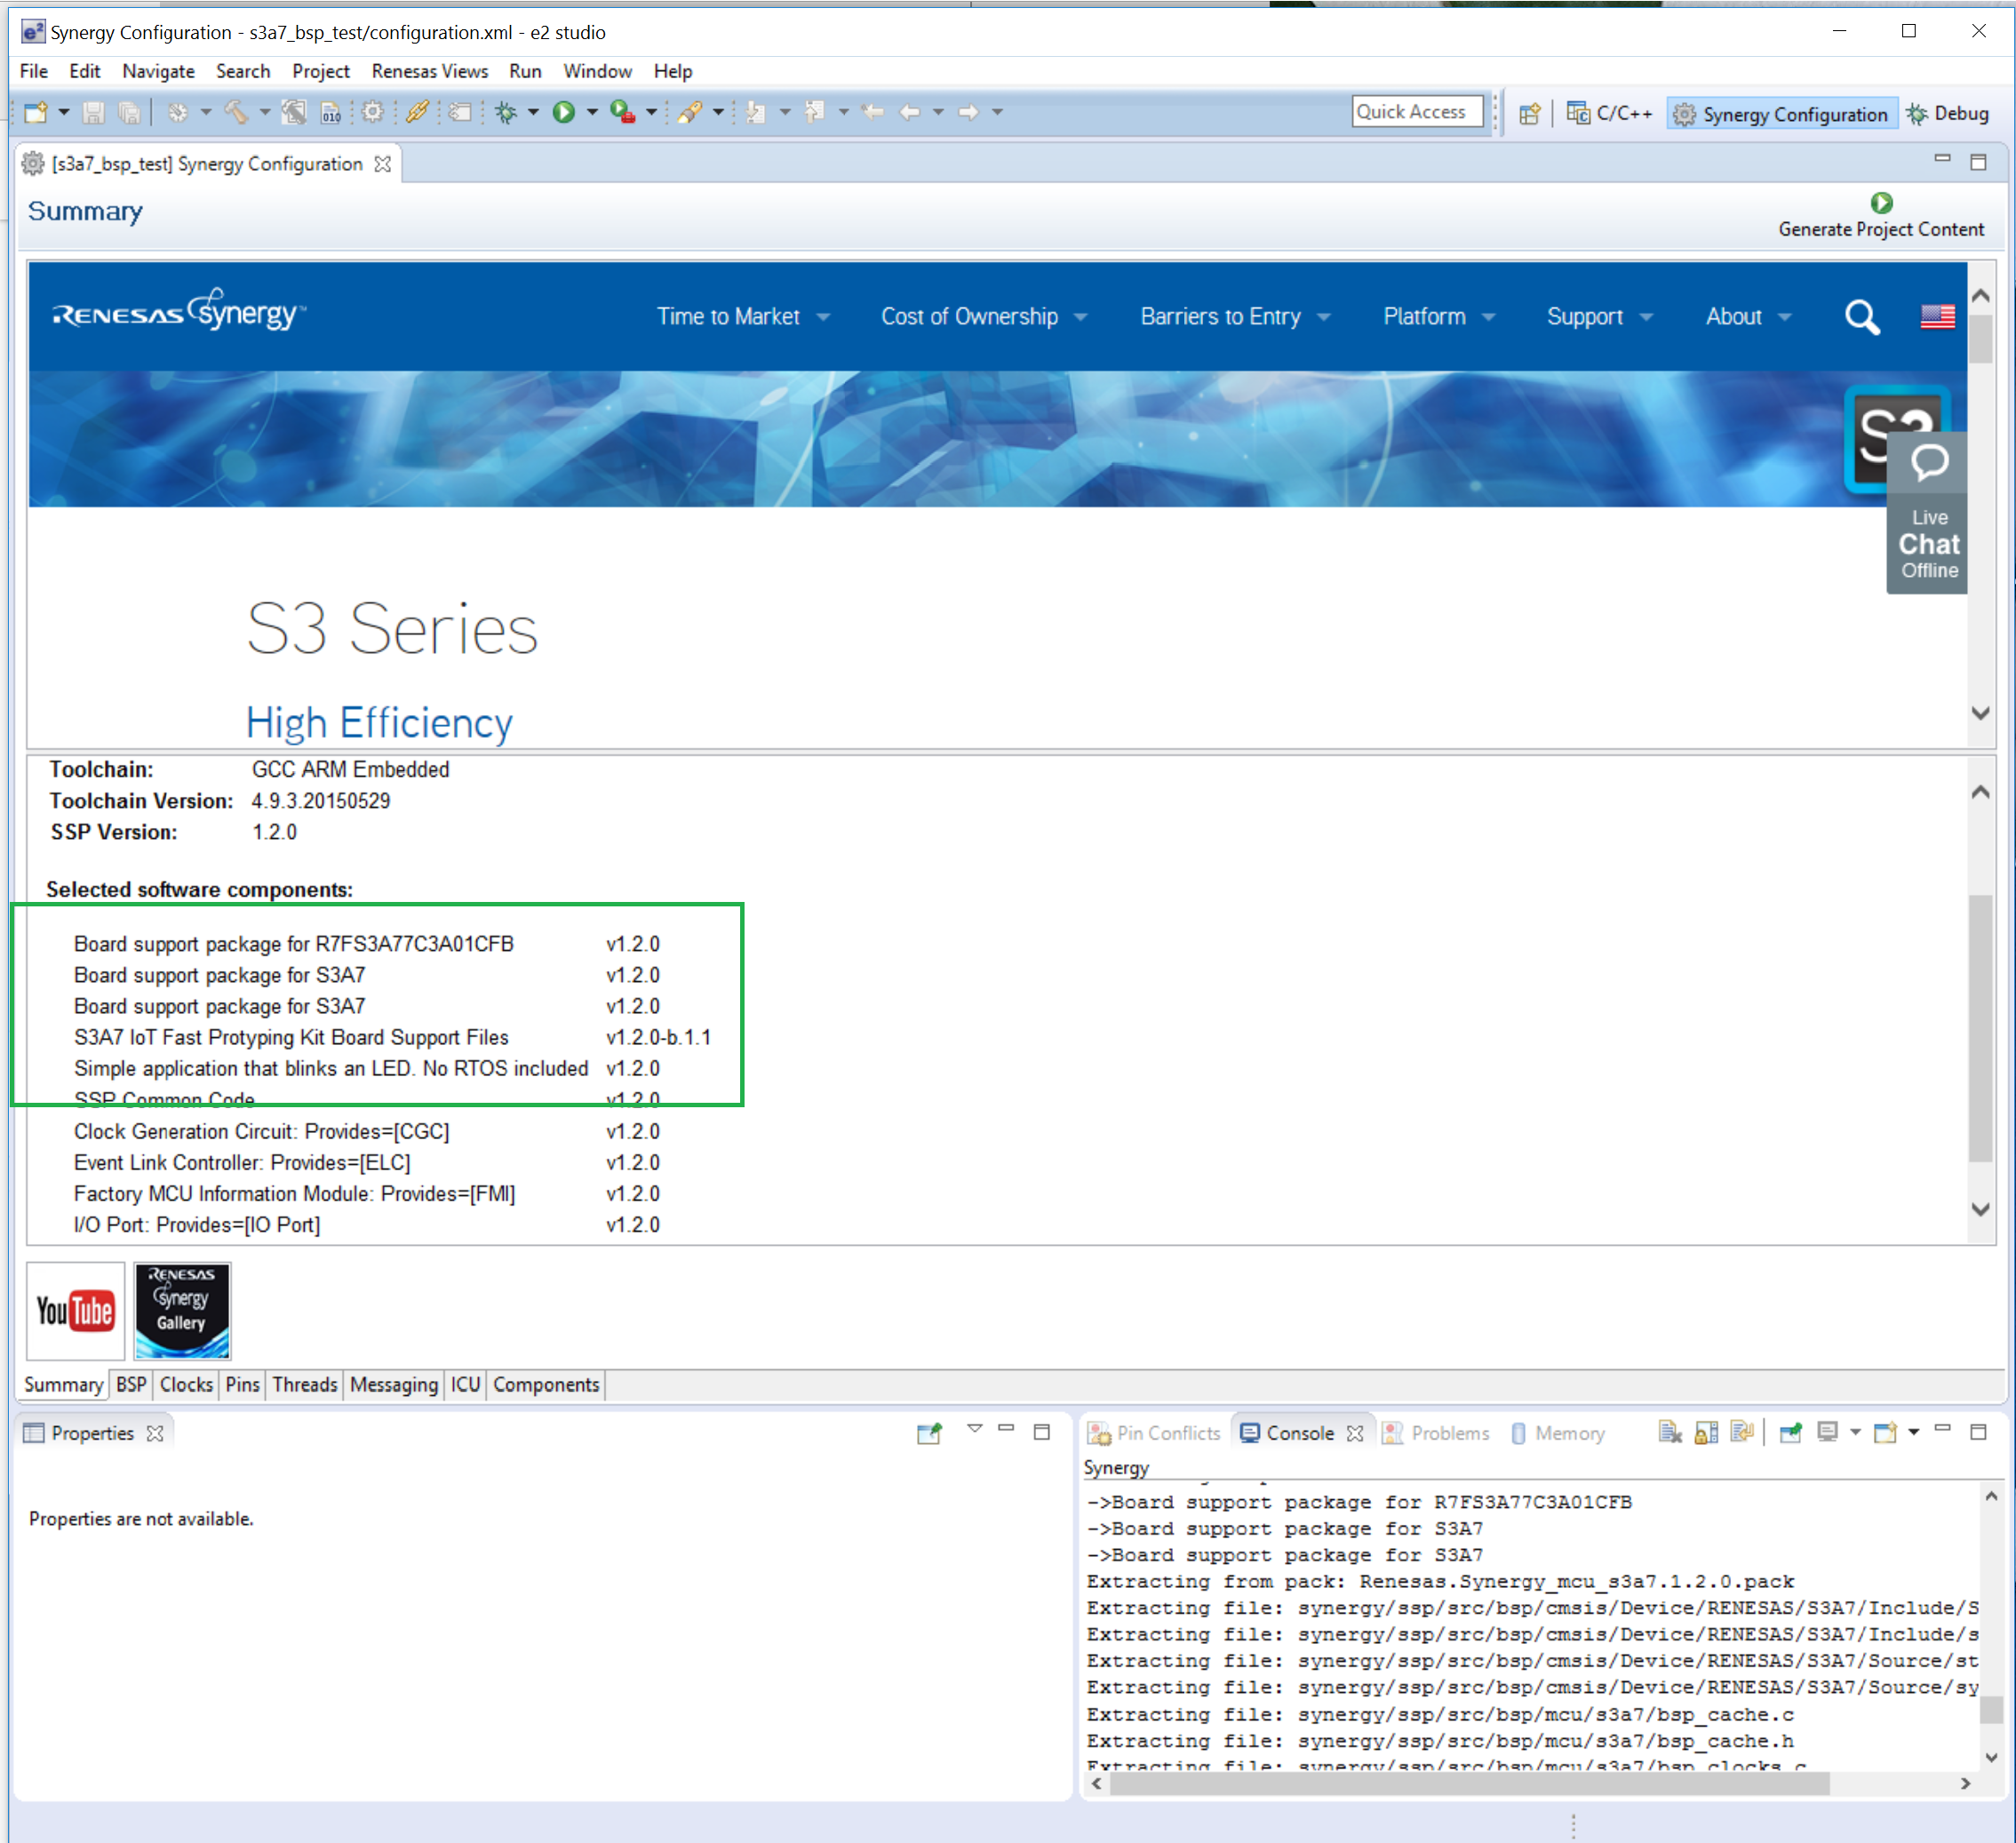 Synergy Configuration - s3a7_bsp_test/configuration.xml - e2 studio
File Edit Navigate Search Project Renesas Views Run Window Help
Quick Access C/C++ Synergy Configuration Debug
[s3a7_bsp_test] Synergy Configuration
Summary
Generate Project Content
RENESAS Synergy™ Time to Market Cost of Ownership Barriers to Entry Platform Support About
S3
Live
Chat
Offline
S3 Series
High Efficiency
Toolchain: GCC ARM Embedded
Toolchain Version: 4.9.3.20150529
SSP Version: 1.2.0
Selected software components:
Board support package for R7FS3A77C3A01CFB v1.2.0
Board support package for S3A7 v1.2.0
Board support package for S3A7 v1.2.0
S3A7 IoT Fast Protyping Kit Board Support Files v1.2.0-b.1.1
Simple application that blinks an LED. No RTOS included v1.2.0
SSP Common Code v1.2.0
Clock Generation Circuit: Provides=[CGC] v1.2.0
Event Link Controller: Provides=[ELC] v1.2.0
Factory MCU Information Module: Provides=[FMI] v1.2.0
I/O Port: Provides=[IO Port] v1.2.0
YouTube
RENESAS
Synergy
Gallery
Summary BSP Clocks Pins Threads Messaging ICU Components
Properties
Properties are not available.
Pin Conflicts Console Problems Memory
Synergy
->Board support package for R7FS3A77C3A01CFB
->Board support package for S3A7
->Board support package for S3A7
Extracting from pack: Renesas.Synergy_mcu_s3a7.1.2.0.pack
Extracting file: synergy/ssp/src/bsp/cmsis/Device/RENESAS/S3A7/Include/S
Extracting file: synergy/ssp/src/bsp/cmsis/Device/RENESAS/S3A7/Include/s
Extracting file: synergy/ssp/src/bsp/cmsis/Device/RENESAS/S3A7/Source/st
Extracting file: synergy/ssp/src/bsp/cmsis/Device/RENESAS/S3A7/Source/sy
Extracting file: synergy/ssp/src/bsp/mcu/s3a7/bsp_cache.c
Extracting file: synergy/ssp/src/bsp/mcu/s3a7/bsp_cache.h
Extracting file: synergy/ssp/src/bsp/mcu/s3a7/bsp_clocks.c